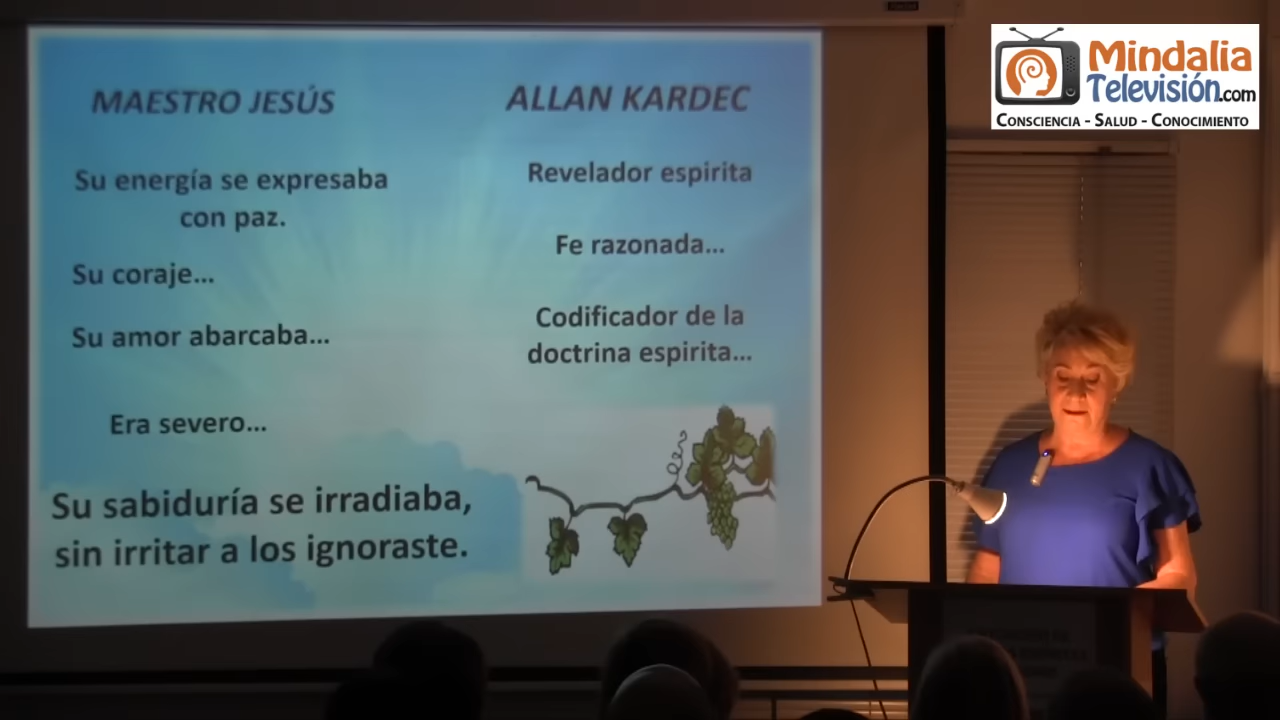 MAESTRO JESÚS
Su energía se expresaba
con paz.
Su coraje...
Su amor abarcaba...
Era severo...
Su sabiduría se irradiaba,
sin irritar a los ignoraste.
ALLAN KARDEC
Revelador espirita
Fe razonada...
Codificador de la
doctrina espirita...
Mindalia
Televisión.com
CONSCIENCIA - SALUD - CONOCIMIENTO